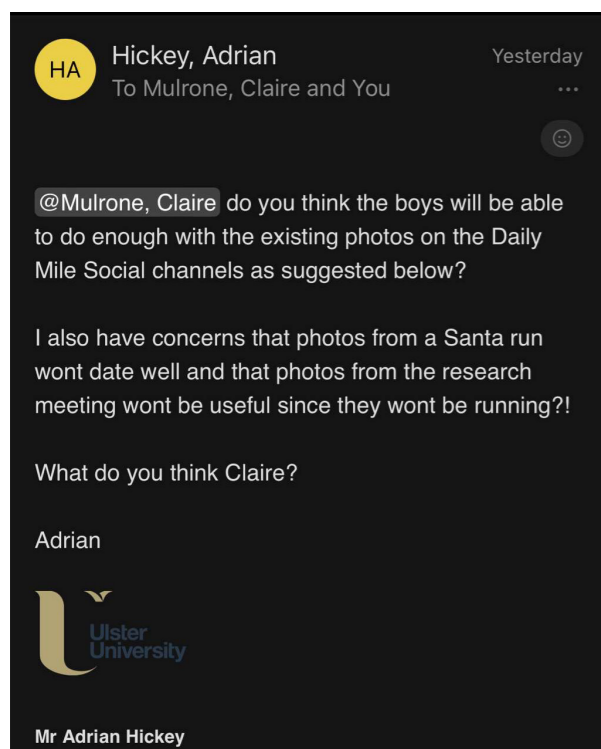 HA
Hickey, Adrian
Yesterday
To Mulrone, Claire and You
@Mulrone, Claire do you think the boys will be able
to do enough with the existing photos on the Daily
Mile Social channels as suggested below?
I also have concerns that photos from a Santa run
wont date well and that photos from the research
meeting wont be useful since they wont be running?!
What do you think Claire?
Adrian
Ulster
University
Mr Adrian Hickey